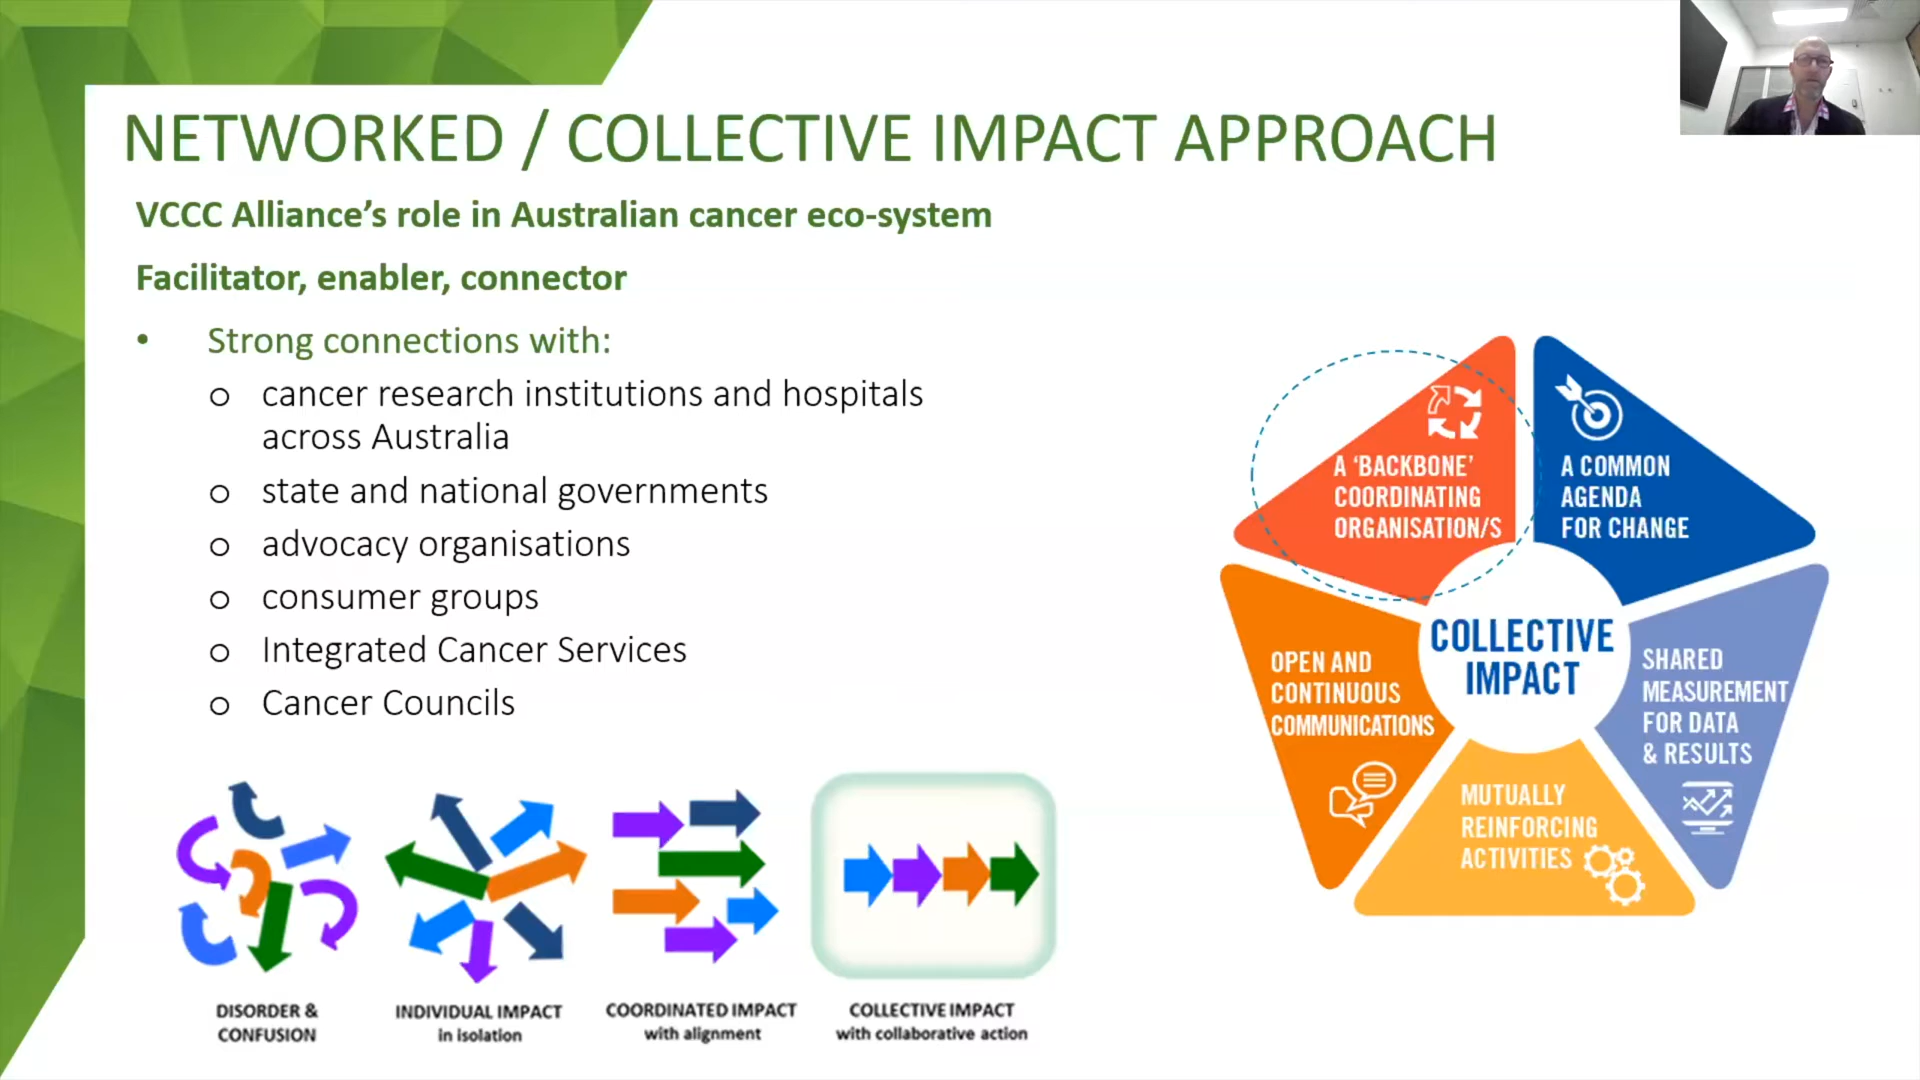 NETWORKED / COLLECTIVE IMPACT APPROACH
VCCC Alliance’s role in Australian cancer eco-system
Facilitator, enabler, connector
• Strong connections with:
o cancer research institutions and hospitals
across Australia
o state and national governments
o advocacy organisations
o consumer groups
o Integrated Cancer Services
o Cancer Councils
DISORDER &
CONFUSION
INDIVIDUAL IMPACT
in isolation
COORDINATED IMPACT
with alignment
COLLECTIVE IMPACT
with collaborative action
A ‘BACKBONE’
COORDINATING
ORGANISATION/S
A COMMON
AGENDA
FOR CHANGE
OPEN AND
CONTINUOUS
COMMUNICATIONS
COLLECTIVE
IMPACT
SHARED
MEASUREMENT
FOR DATA
& RESULTS
MUTUALLY
REINFORCING
ACTIVITIES